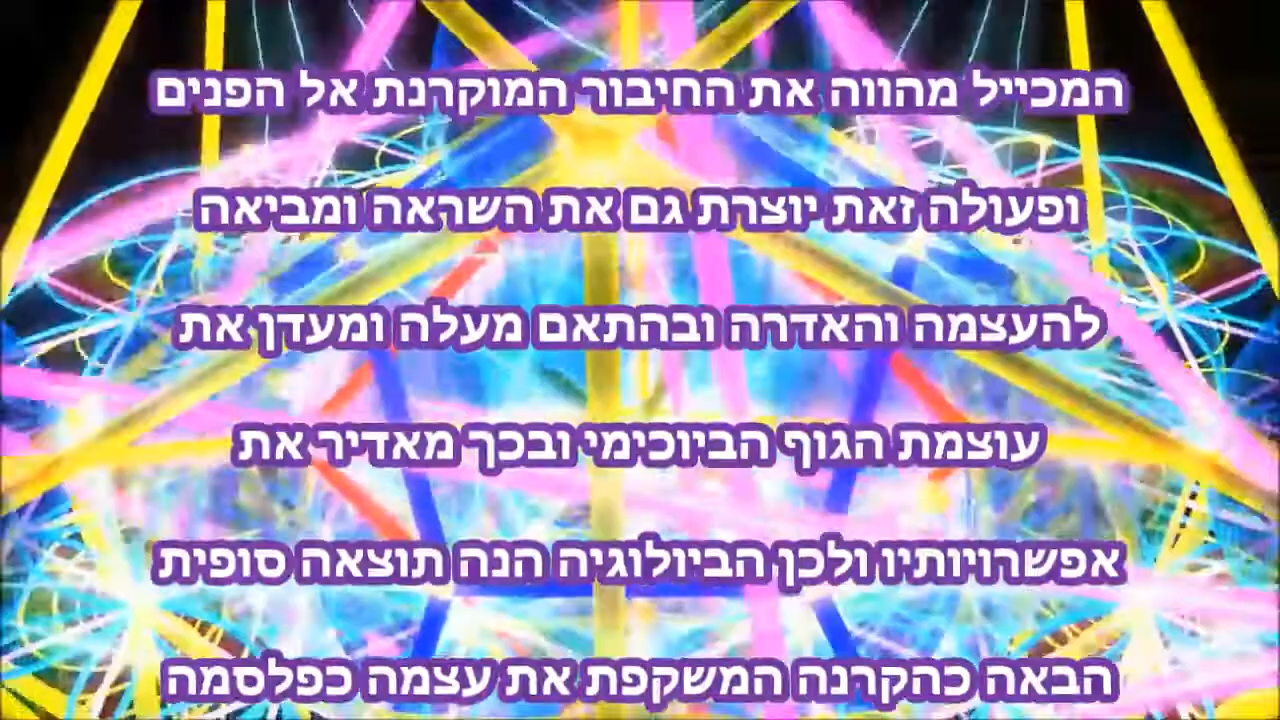 המכייל מהווה את החיבור המוקרנת אל הפנים
ופעולה זאת יוצרת גם את השראה ומביאה
להעצמה והאדרה ובהתאם מעלה ומעדן את
עוצמת הגוף הביוכימי ובכך מאדיר את
אפשרויותיו ולכן הביולוגיה הנה תוצאה סופית
הבאה כהקרנה המשקפת את עצמה כפלסמה